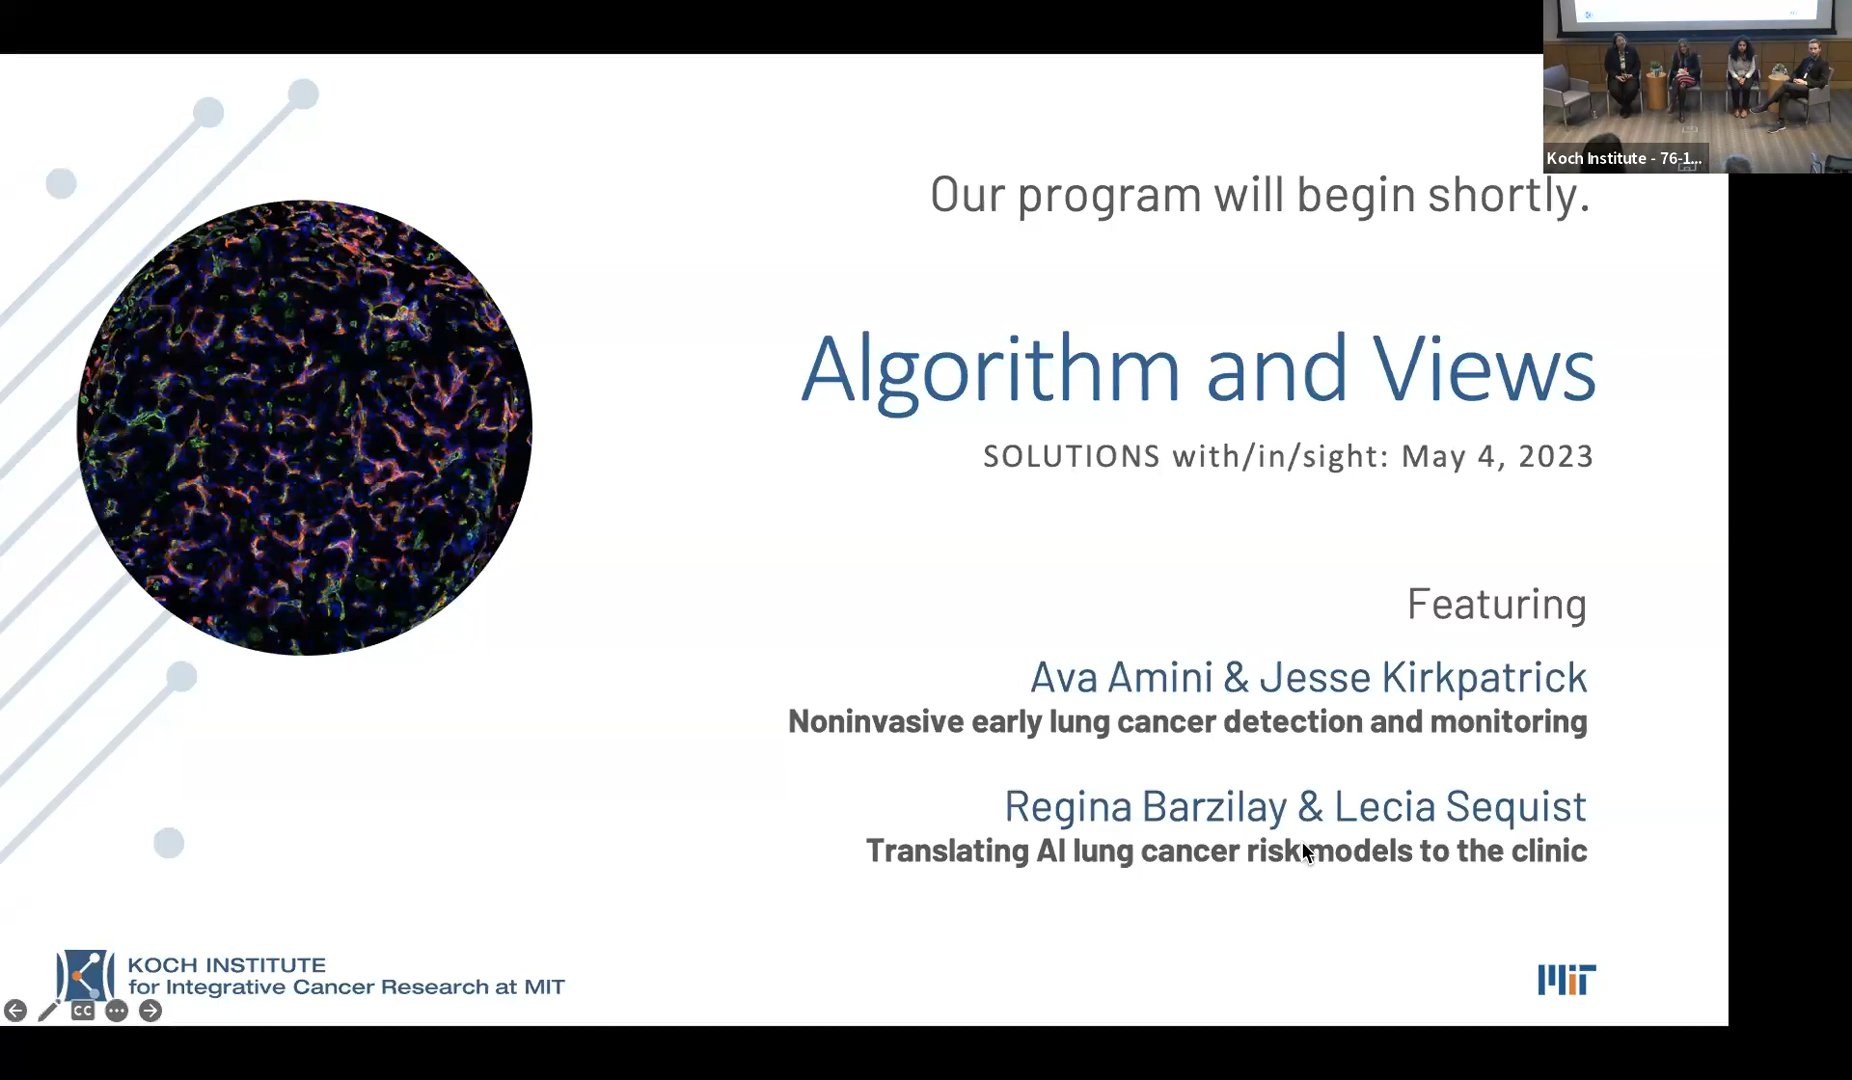 Koch Institute - 76-1...
Our program will begin shortly.
Algorithm and Views
SOLUTIONS with/in/sight: May 4, 2023
Featuring
Ava Amini & Jesse Kirkpatrick
Noninvasive early lung cancer detection and monitoring
Regina Barzilay & Lecia Sequist
Translating AI lung cancer risk models to the clinic
KOCH INSTITUTE
for Integrative Cancer Research at MIT
CC
MIT